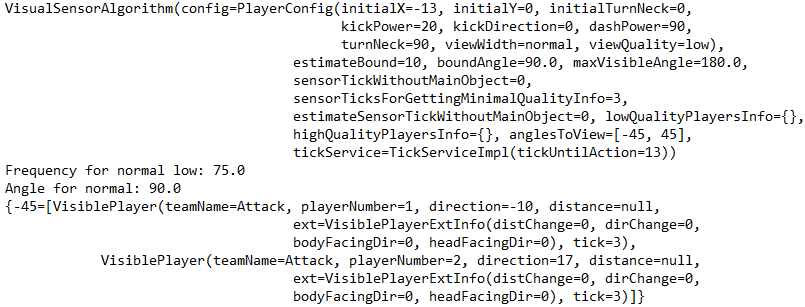 VisualSensorAlgorithm(config=PlayerConfig(initialX=-13, initialY=0, initialTurnNeck=0,
kickPower=20, kickDirection=0, dashPower=90,
turnNeck=90, viewWidth=normal, viewQuality=low),
estimateBound=10, boundAngle=90.0, maxVisibleAngle=180.0,
sensorTickWithoutMainObject=0,
sensorTicksForGettingMinimalQualityInfo=3,
estimateSensorTickWithoutMainObject=0, lowQualityPlayersInfo={},
highQualityPlayersInfo={}, anglesToView=[-45, 45],
tickService=TickServiceImpl(tickUntilAction=13))
Frequency for normal low: 75.0
Angle for normal: 90.0
{-45=[VisiblePlayer(teamName=Attack, playerNumber=1, direction=-10, distance=null,
ext=VisiblePlayerExtInfo(distChange=0, dirChange=0,
bodyFacingDir=0, headFacingDir=0), tick=3),
VisiblePlayer(teamName=Attack, playerNumber=2, direction=17, distance=null,
ext=VisiblePlayerExtInfo(distChange=0, dirChange=0,
bodyFacingDir=0, headFacingDir=0), tick=3)]}